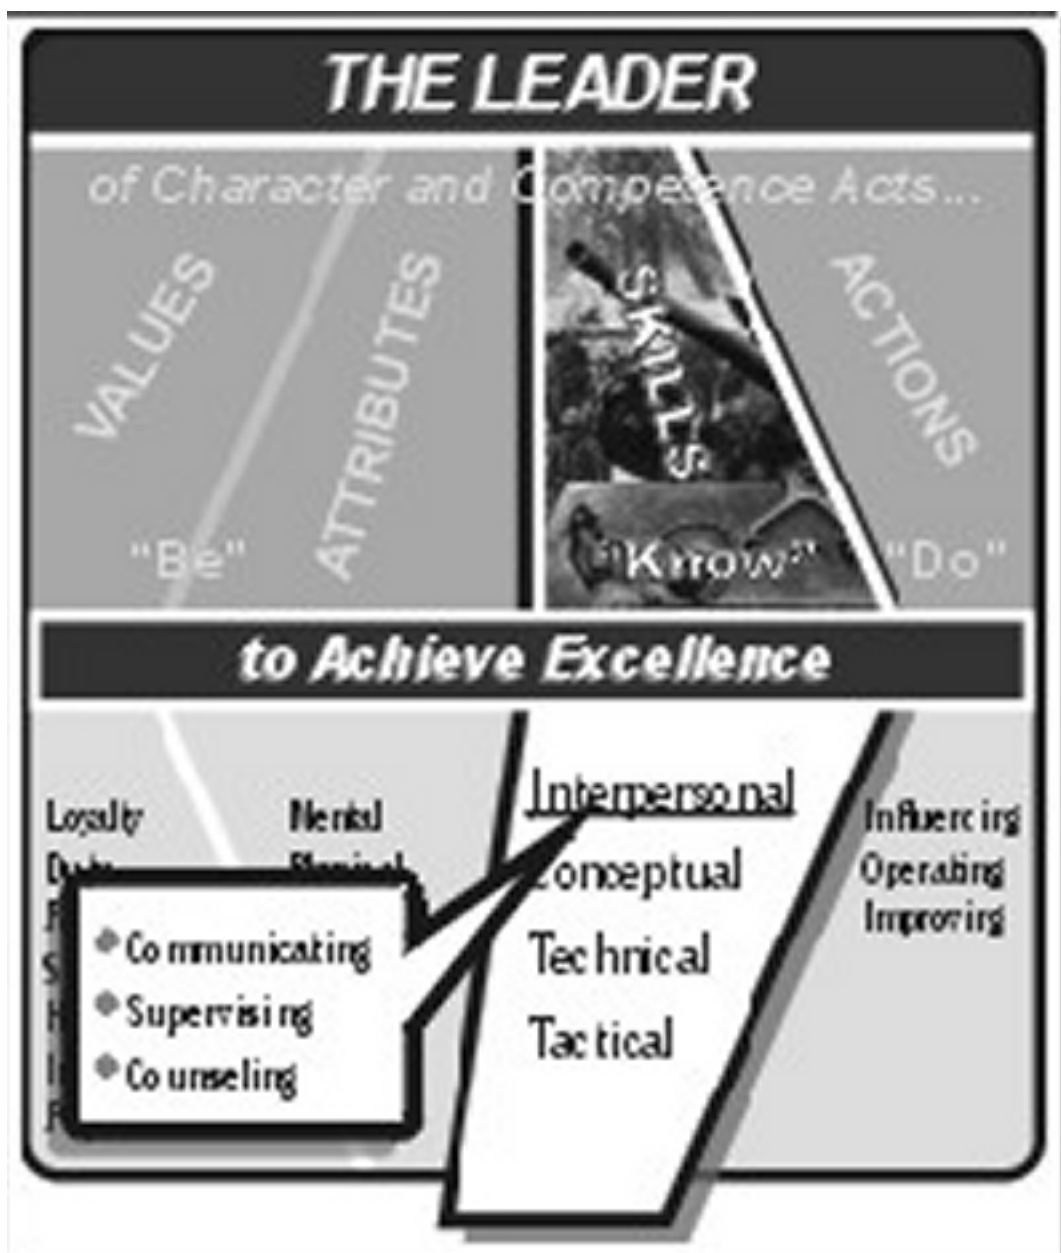 THE LEADER
of Character and Competence Acts...
VALUES
ATTRIBUTES
SKILLS
ACTIONS
"Be"
"Know"
"Do"
to Achieve Excellence
Loyalty
Mental
Interpersonal
Conceptual
Technical
Tactical
Influencing
Operating
Improving
Communicating
Supervising
Counseling